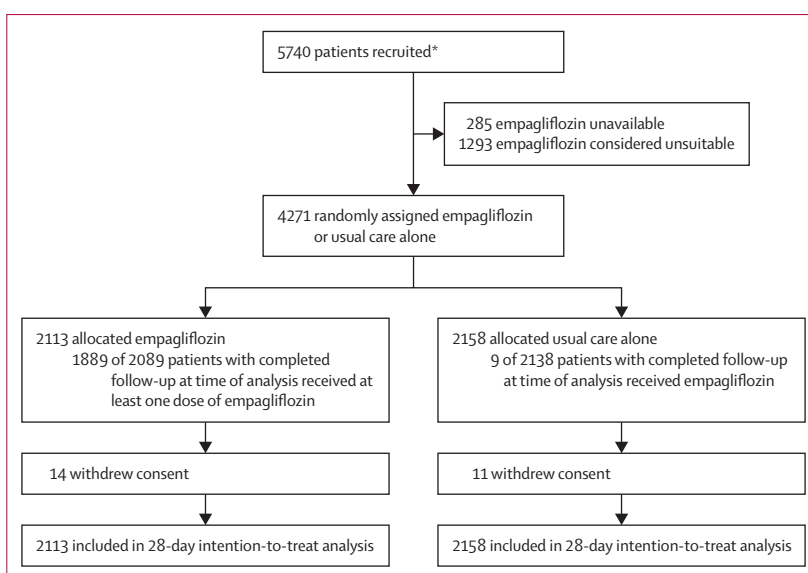 5740 patients recruited*
285 empagliflozin unavailable
1293 empagliflozin considered unsuitable
4271 randomly assigned empagliflozin
or usual care alone
2113 allocated empagliflozin
1889 of 2089 patients with completed
follow-up at time of analysis received at
least one dose of empagliflozin
2158 allocated usual care alone
9 of 2138 patients with completed follow-up
at time of analysis received empagliflozin
14 withdrew consent
11 withdrew consent
2113 included in 28-day intention-to-treat analysis
2158 included in 28-day intention-to-treat analysis